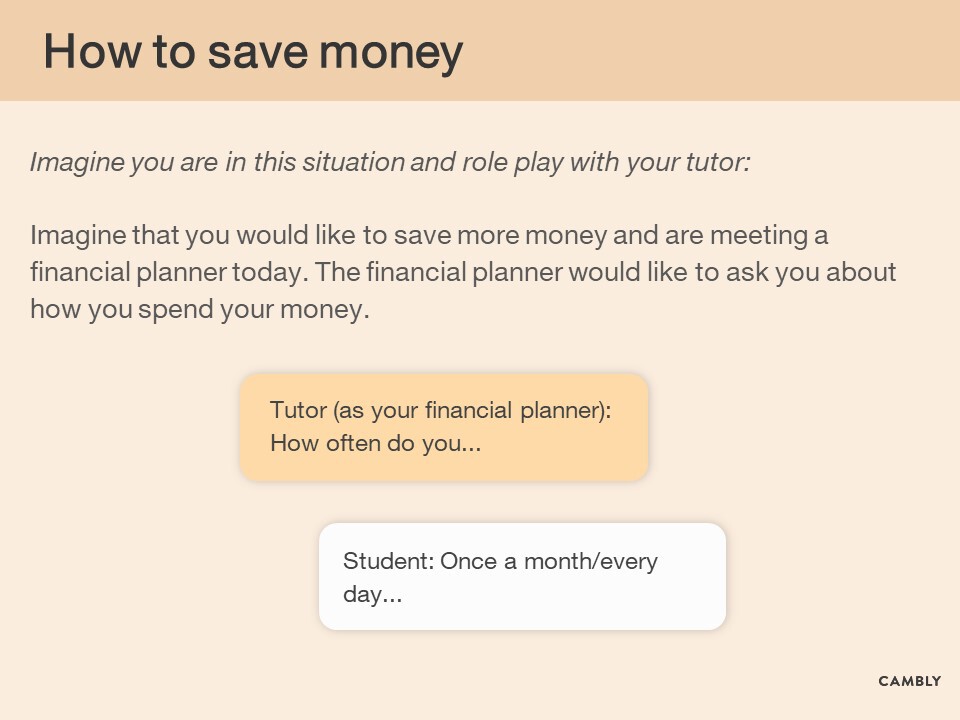 How to save money
Imagine you are in this situation and role play with your tutor:
Imagine that you would like to save more money and are meeting a
financial planner today. The financial planner would like to ask you about
how you spend your money.
Tutor (as your financial planner):
How often do you...
Student: Once a month/every
day...
CAMBLY